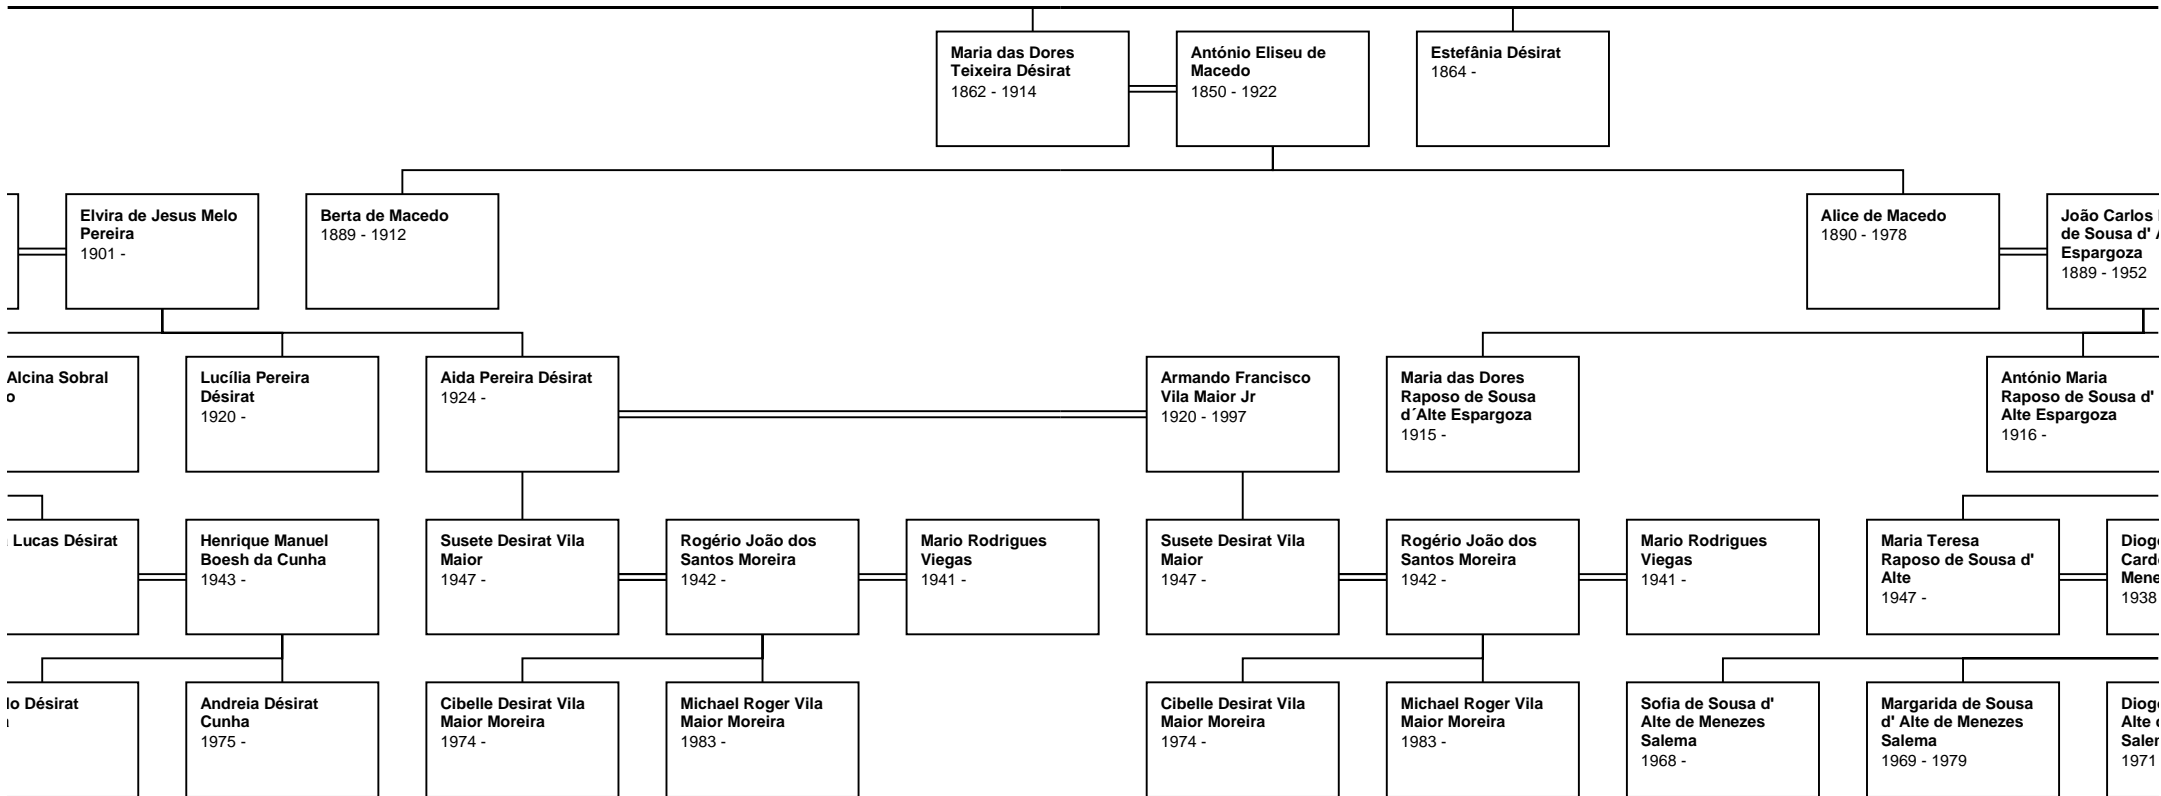 Maria das Dores
Teixeira Désirat
1862 - 1914
António Eliseu de
Macedo
1850 - 1922
Estefânia Désirat
1864 -
Elvira de Jesus Melo
Pereira
1901 -
Berta de Macedo
1889 - 1912
Alice de Macedo
1890 - 1978
João Carlos
de Sousa d'
Espargoza
1889 - 1952
Alcina Sobral
o
Lucília Pereira
Désirat
1920 -
Aida Pereira Désirat
1924 -
Armando Francisco
Vila Maior Jr
1920 - 1997
Maria das Dores
Raposo de Sousa
d´Alte Espargoza
1915 -
António Maria
Raposo de Sousa d'
Alte Espargoza
1916 -
Lucas Désirat
Henrique Manuel
Boesh da Cunha
1943 -
Susete Desirat Vila
Maior
1947 -
Rogério João dos
Santos Moreira
1942 -
Mario Rodrigues
Viegas
1941 -
Susete Desirat Vila
Maior
1947 -
Rogério João dos
Santos Moreira
1942 -
Mario Rodrigues
Viegas
1941 -
Maria Teresa
Raposo de Sousa d'
Alte
1947 -
1938
Désirat
Andreia Désirat
Cunha
1975 -
Cibelle Desirat Vila
Maior Moreira
1974 -
Michael Roger Vila
Maior Moreira
1983 -
Cibelle Desirat Vila
Maior Moreira
1974 -
Michael Roger Vila
Maior Moreira
1983 -
Sofia de Sousa d'
Alte de Menezes
Salema
1968 -
Margarida de Sousa
d' Alte de Menezes
Salema
1969 - 1979
Alte
1971